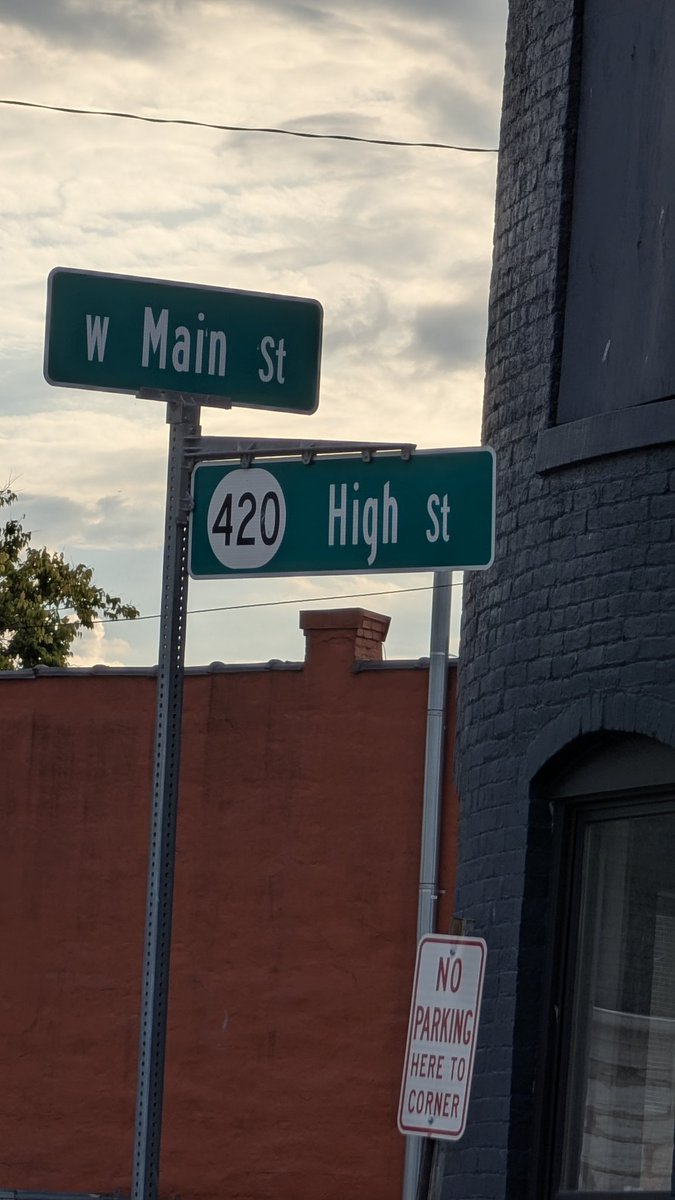 W Main St
420 High St
NO
PARKING
HERE TO
CORNER